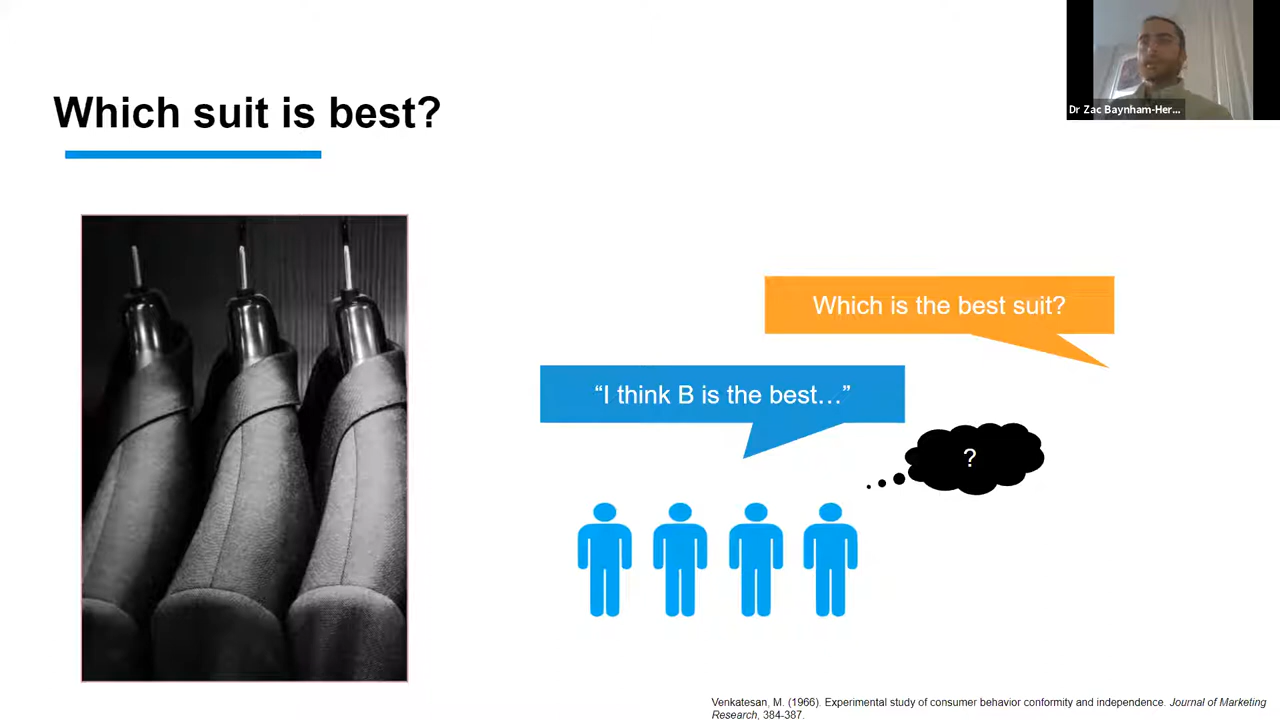 Dr Zac Baynham-Her...
Which suit is best?
Which is the best suit?
“I think B is the best…”
?
Venkatesan, M. (1966). Experimental study of consumer behavior conformity and independence. Journal of Marketing
Research, 384-387.